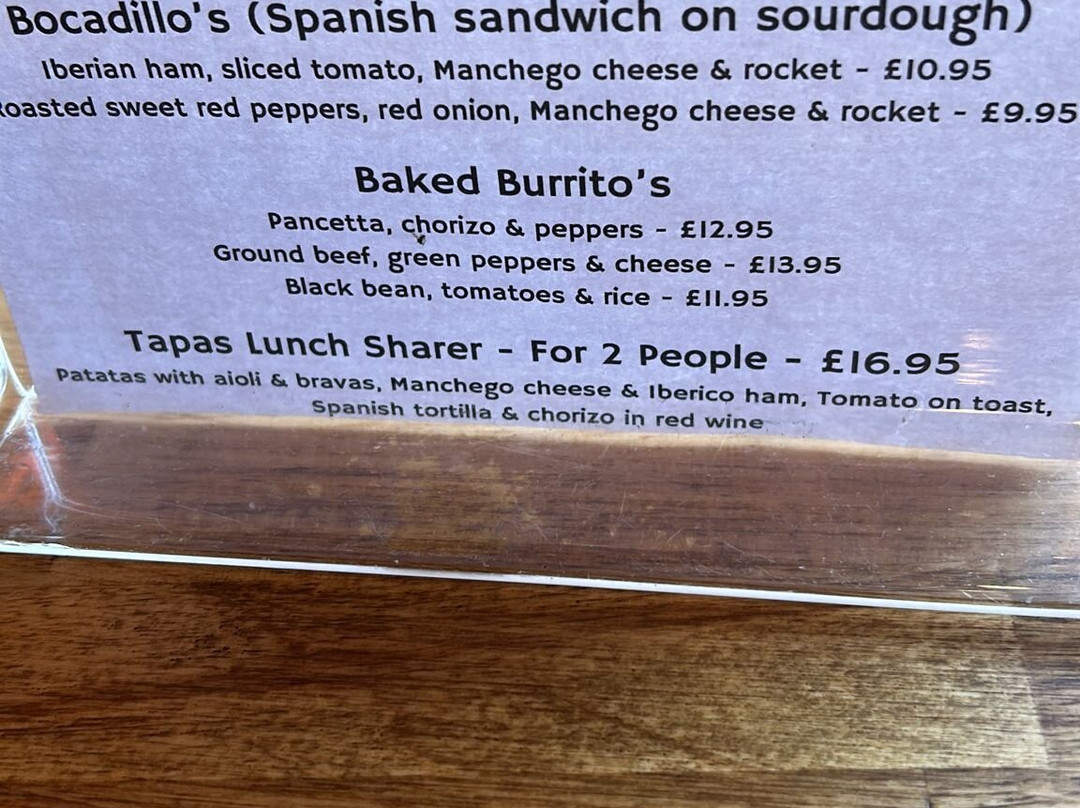 Bocadillo's (Spanish sandwich on sourdough)
Iberian ham, sliced tomato, Manchego cheese & rocket - £10.95
Roasted sweet red peppers, red onion, Manchego cheese & rocket - £9.95
Baked Burrito's
Pancetta, chorizo & peppers - £12.95
Ground beef, green peppers & cheese - £13.95
Black bean, tomatoes & rice - £11.95
Tapas Lunch Sharer - For 2 People - £16.95
Patatas with aioli & bravas, Manchego cheese & Iberico ham, Tomato on toast,
Spanish tortilla & chorizo in red wine